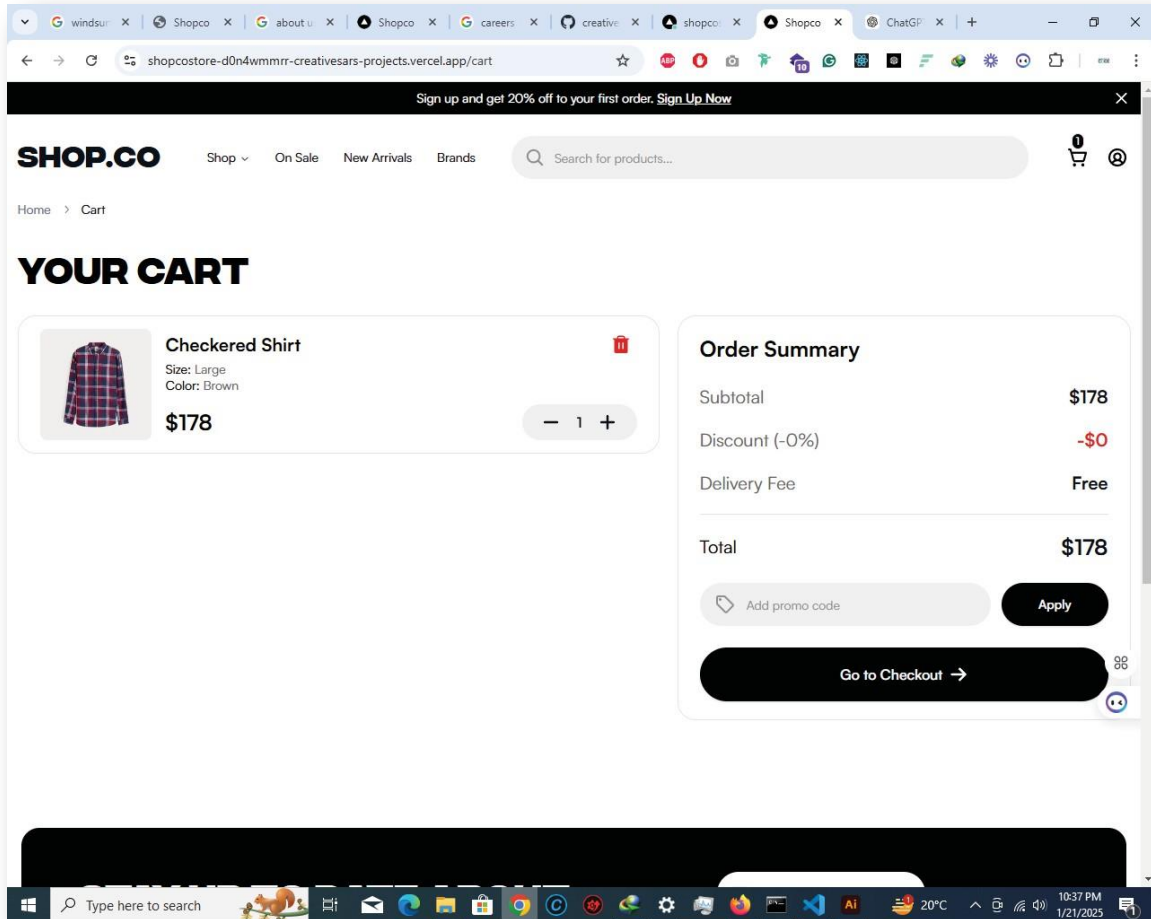 windsur
Shopco
about u
Shopco
careers
creative
shopco
Shopco
ChatGP
shopcostore-d0n4wmmrr-creativesars-projects.vercel.app/cart
ABP
10
Sign up and get 20% off to your first order. Sign Up Now
SHOP.CO
Shop
On Sale
New Arrivals
Brands
Search for products...
0
Home > Cart
YOUR CART
Checkered Shirt
Size: Large
Color: Brown
$178
1
Order Summary
Subtotal $178
Discount (-0%) -$0
Delivery Fee Free
Total $178
Add promo code
Apply
Go to Checkout →
Type here to search
Ai
20°C
10:37 PM
1/21/2025